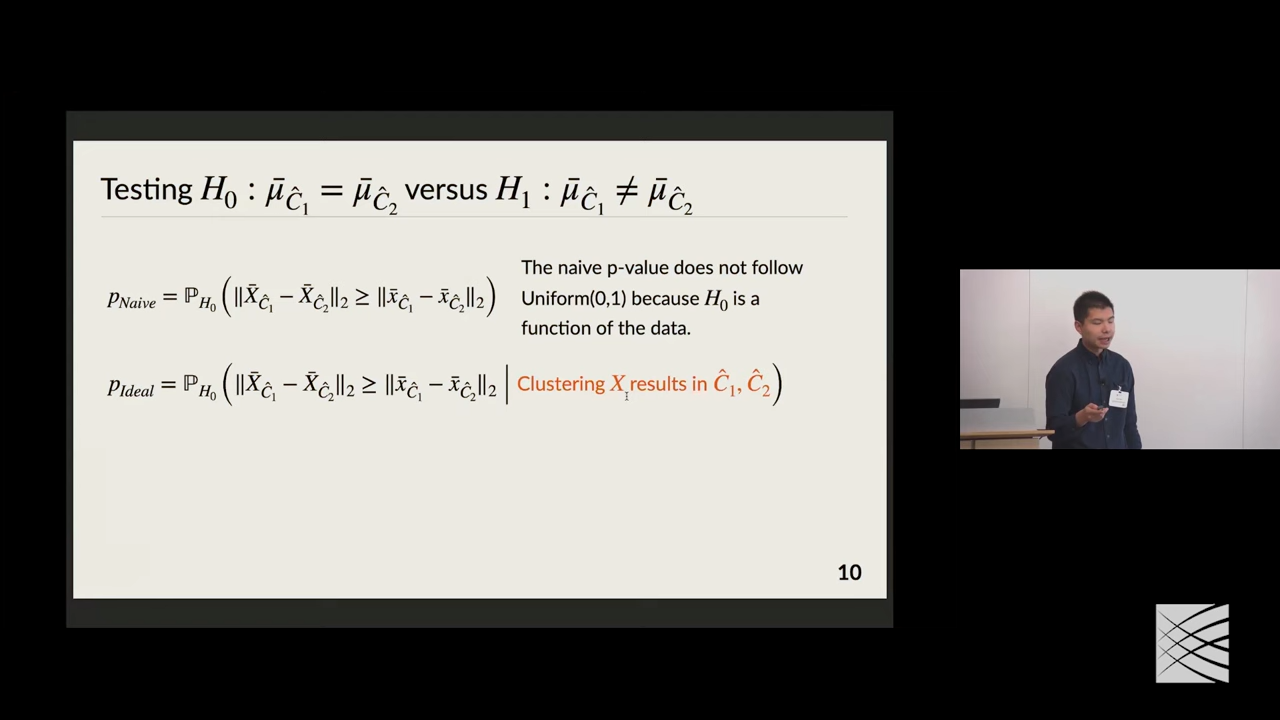 Testing H₀ : μ̄_Ĉ₁ = μ̄_Ĉ₂ versus H₁ : μ̄_Ĉ₁ ≠ μ̄_Ĉ₂
p_Naive = ℙ_H₀ (‖X̄_Ĉ₁ − X̄_Ĉ₂‖₂ ≥ ‖x̄_Ĉ₁ − x̄_Ĉ₂‖₂)
The naive p-value does not follow
Uniform(0,1) because H₀ is a
function of the data.
p_Ideal = ℙ_H₀ (‖X̄_Ĉ₁ − X̄_Ĉ₂‖₂ ≥ ‖x̄_Ĉ₁ − x̄_Ĉ₂‖₂ | Clustering X results in Ĉ₁, Ĉ₂)
10